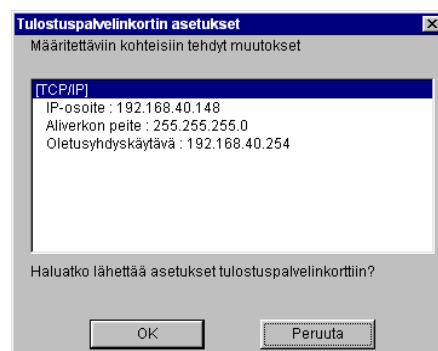 Tulostuspalvelinkortin asetukset
Määritettäviin kohteisiin tehdyt muutokset
[TCP/IP]
IP-osoite : 192.168.40.148
Aliverkon peite : 255.255.255.0
Oletusyhdyskäytävä : 192.168.40.254
Haluatko lähettää asetukset tulostuspalvelinkorttiin?
OK
Peruuta